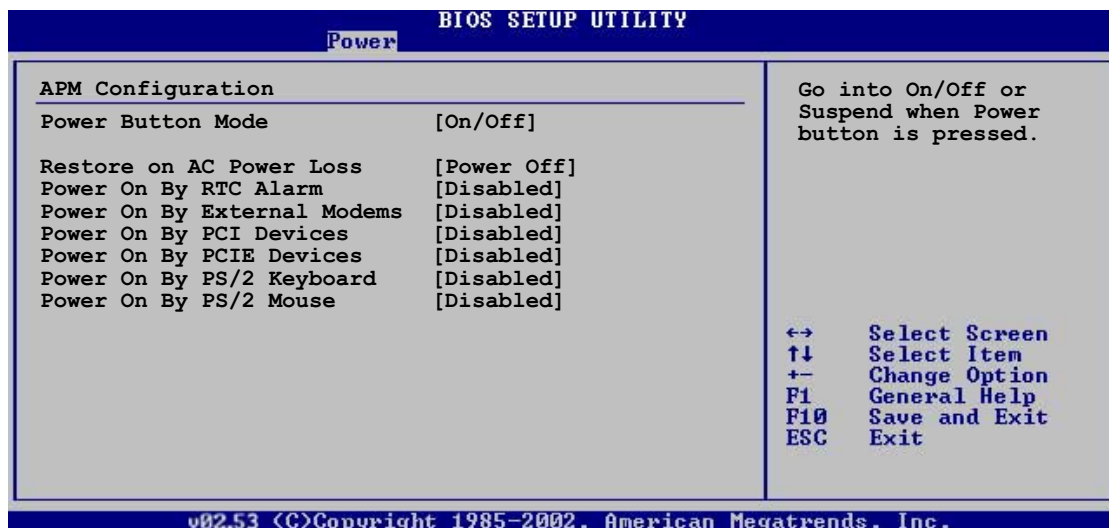 BIOS SETUP UTILITY
Power
APM Configuration
Power Button Mode [On/Off]
Restore on AC Power Loss [Power Off]
Power On By RTC Alarm [Disabled]
Power On By External Modems [Disabled]
Power On By PCI Devices [Disabled]
Power On By PCIE Devices [Disabled]
Power On By PS/2 Keyboard [Disabled]
Power On By PS/2 Mouse [Disabled]
Go into On/Off or
Suspend when Power
button is pressed.
←→ Select Screen
↑↓ Select Item
+- Change Option
F1 General Help
F10 Save and Exit
ESC Exit
v02.53 (C)Copyright 1985-2002, American Megatrends, Inc.